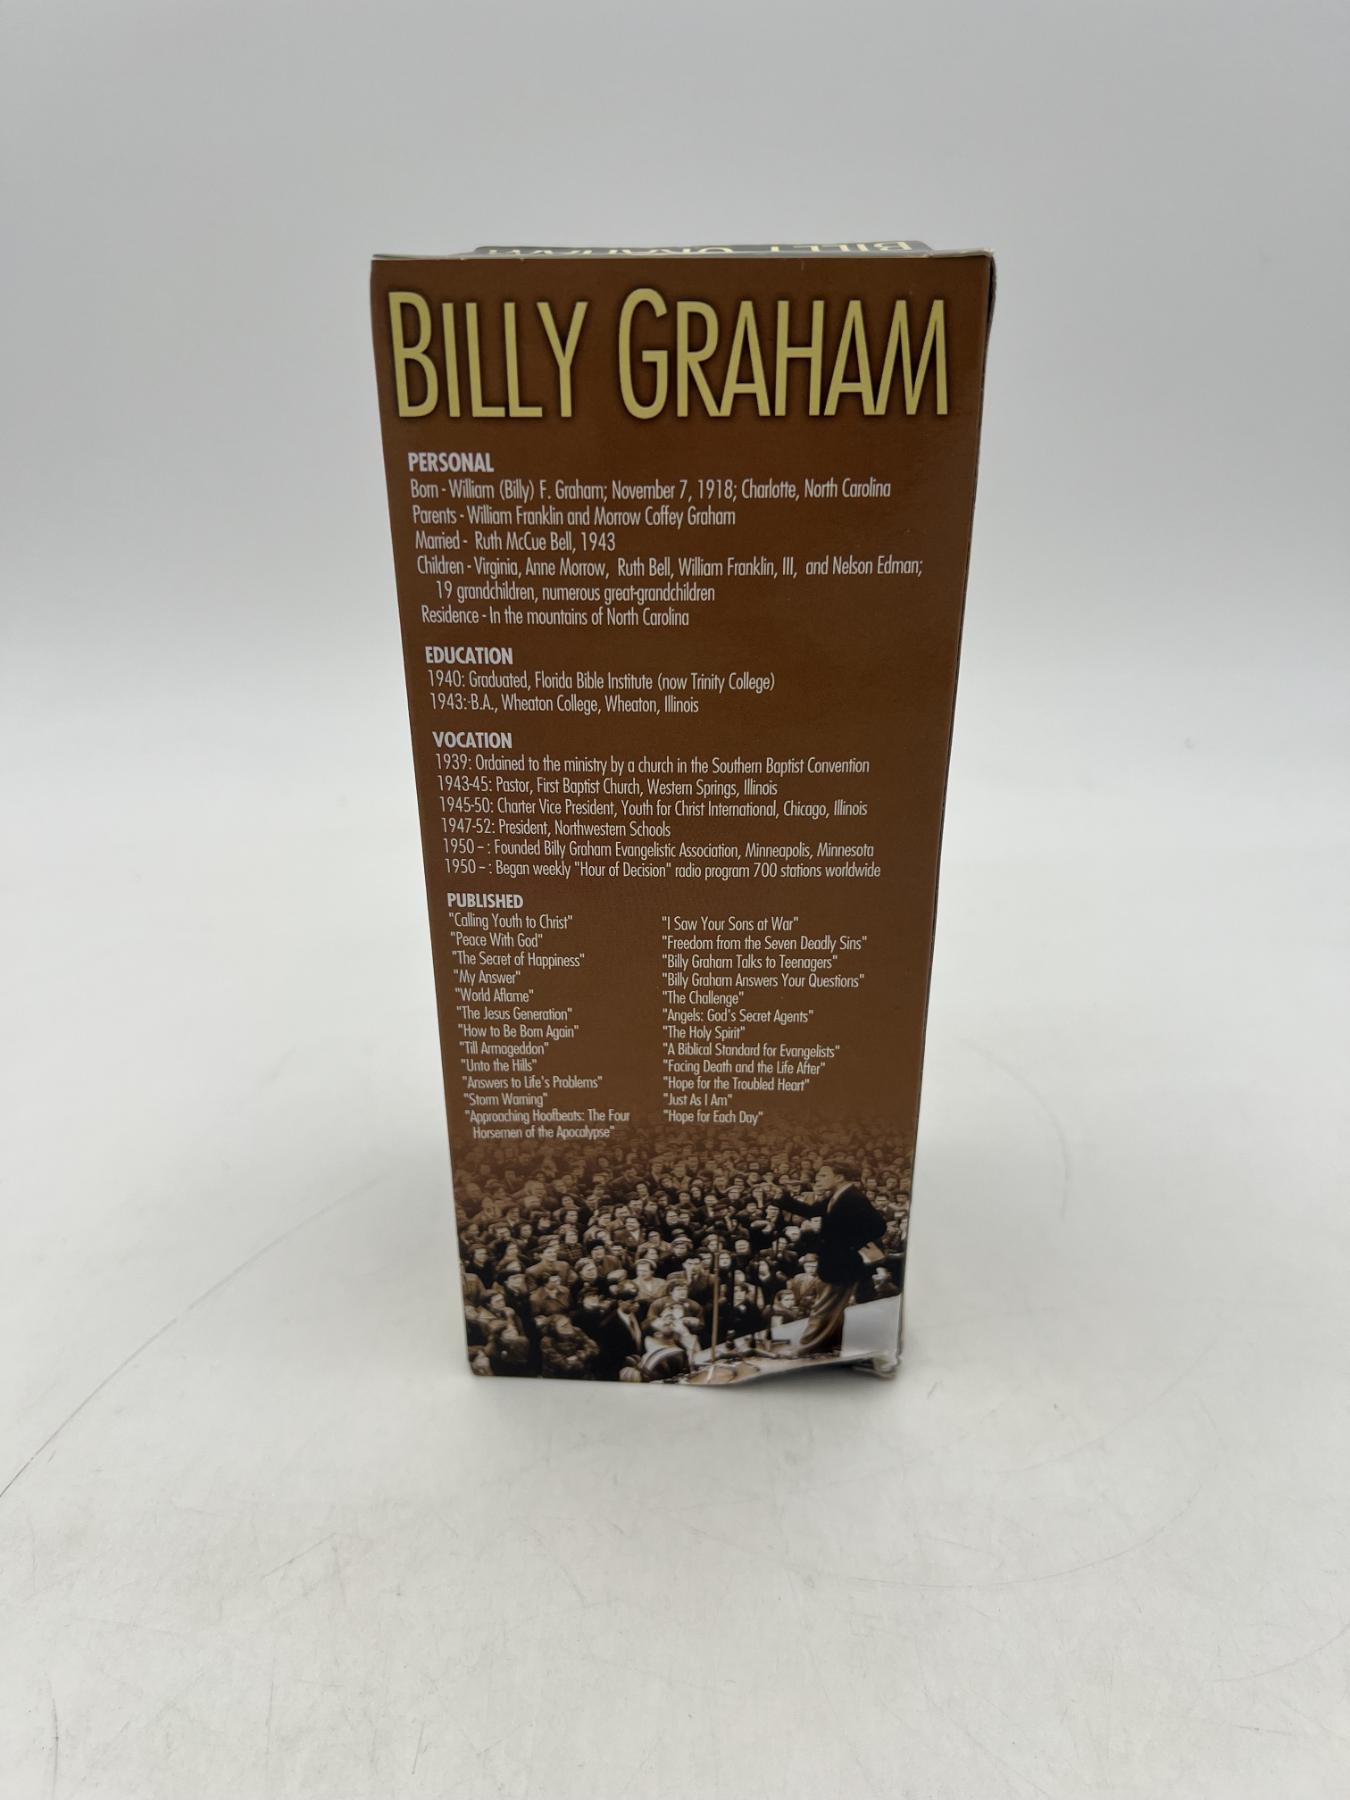 BILLY GRAHAM
BILLY GRAHAM
PERSONAL
Born - William (Billy) F. Graham; November 7, 1918; Charlotte, North Carolina
Parents - William Franklin and Morrow Coffey Graham
Married - Ruth McCue Bell, 1943
Children - Virginia, Anne Morrow, Ruth Bell, William Franklin, III, and Nelson Edman;
19 grandchildren, numerous great-grandchildren
Residence - In the mountains of North Carolina
EDUCATION
1940: Graduated, Florida Bible Institute (now Trinity College)
1943: B.A., Wheaton College, Wheaton, Illinois
VOCATION
1939: Ordained to the ministry by a church in the Southern Baptist Convention
1943-45: Pastor, First Baptist Church, Western Springs, Illinois
1945-50: Charter Vice President, Youth for Christ International, Chicago, Illinois
1947-52: President, Northwestern Schools
1950 – : Founded Billy Graham Evangelistic Association, Minneapolis, Minnesota
1950 – : Began weekly "Hour of Decision" radio program 700 stations worldwide
PUBLISHED
"Calling Youth to Christ"
"Peace With God"
"The Secret of Happiness"
"My Answer"
"World Aflame"
"The Jesus Generation"
"How to Be Born Again"
"Till Armageddon"
"Unto the Hills"
"Answers to Life's Problems"
"Storm Warning"
"Approaching Hoofbeats: The Four
Horsemen of the Apocalypse"
"I Saw Your Sons at War"
"Freedom from the Seven Deadly Sins"
"Billy Graham Talks to Teenagers"
"Billy Graham Answers Your Questions"
"The Challenge"
"Angels: God's Secret Agents"
"The Holy Spirit"
"A Biblical Standard for Evangelists"
"Facing Death and the Life After"
"Hope for the Troubled Heart"
"Just As I Am"
"Hope for Each Day"